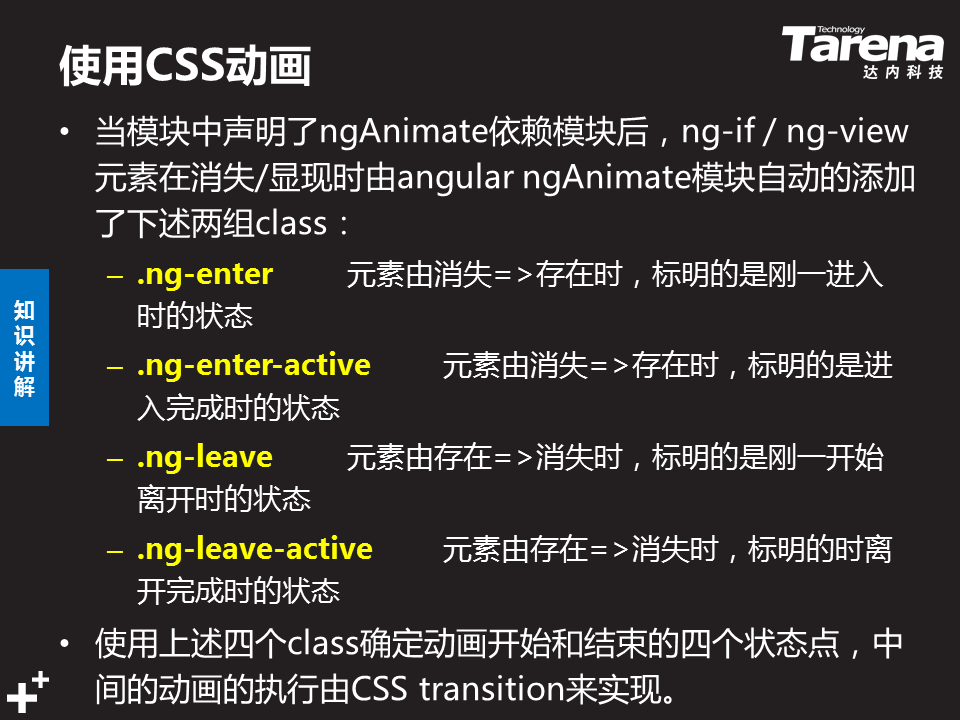 使用CSS动画
Technology
Tarena
达内科技
• 当模块中声明了ngAnimate依赖模块后，ng-if / ng-view
元素在消失/显现时由angular ngAnimate模块自动的添加
了下述两组class：
– .ng-enter 元素由消失=>存在时，标明的是刚一进入
时的状态
– .ng-enter-active 元素由消失=>存在时，标明的是进
入完成时的状态
– .ng-leave 元素由存在=>消失时，标明的是刚一开始
离开时的状态
– .ng-leave-active 元素由存在=>消失时，标明的时离
开完成时的状态
• 使用上述四个class确定动画开始和结束的四个状态点，中
间的动画的执行由CSS transition来实现。
知
识
讲
解